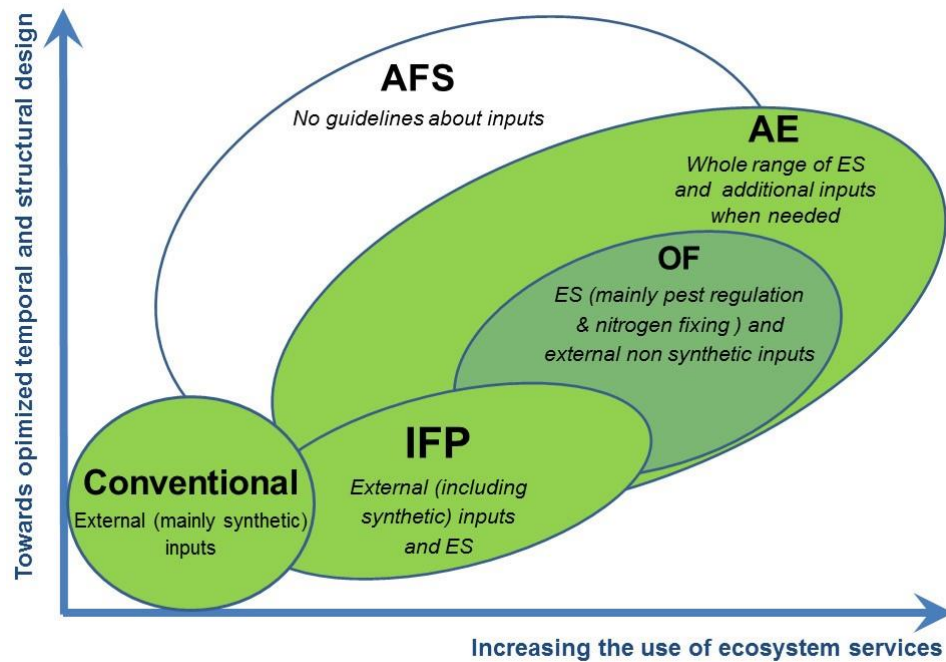 Towards opimized temporal and structural design
AFS
No guidelines about inputs
AE
Whole range of ES
and additional inputs
when needed
OF
ES (mainly pest regulation
& nitrogen fixing ) and
external non synthetic inputs
IFP
External (including
synthetic) inputs
and ES
Conventional
External (mainly synthetic)
inputs
Increasing the use of ecosystem services